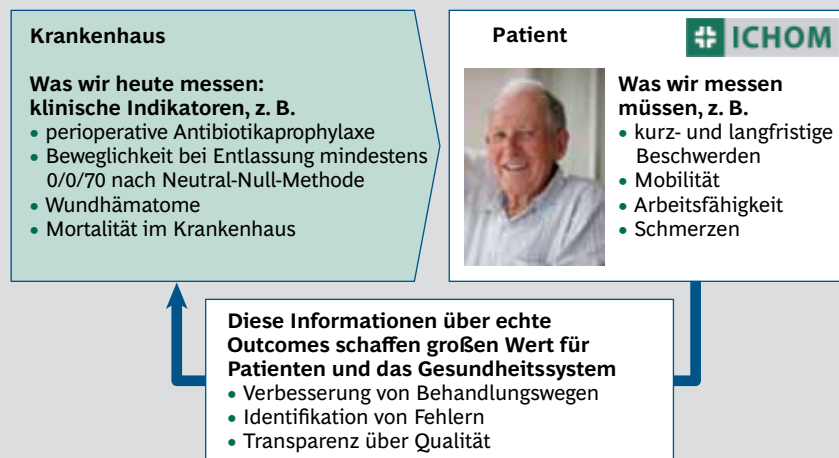 Krankenhaus
Was wir heute messen:
klinische Indikatoren, z. B.
• perioperative Antibiotikaprophylaxe
• Beweglichkeit bei Entlassung mindestens
0/0/70 nach Neutral-Null-Methode
• Wundhämatome
• Mortalität im Krankenhaus
Patient
ICHOM
Was wir messen
müssen, z. B.
• kurz- und langfristige
Beschwerden
• Mobilität
• Arbeitsfähigkeit
• Schmerzen
Diese Informationen über echte
Outcomes schaffen großen Wert für
Patienten und das Gesundheitssystem
• Verbesserung von Behandlungswegen
• Identifikation von Fehlern
• Transparenz über Qualität